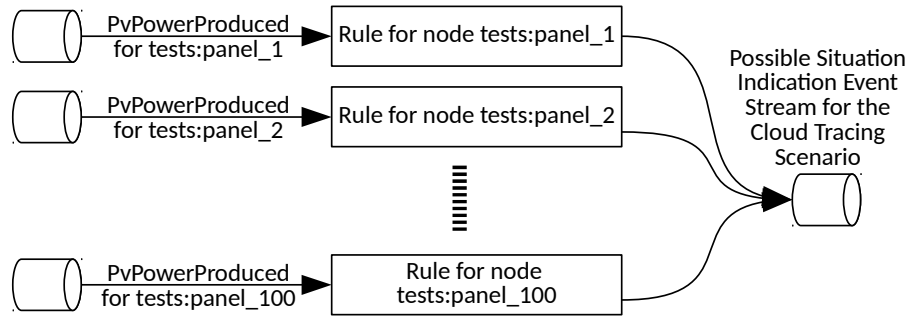 PvPowerProduced
for tests:panel_1
Rule for node tests:panel_1
PvPowerProduced
for tests:panel_2
Rule for node tests:panel_2
Possible Situation
Indication Event
Stream for the
Cloud Tracing
Scenario
PvPowerProduced
for tests:panel_100
Rule for node
tests:panel_100